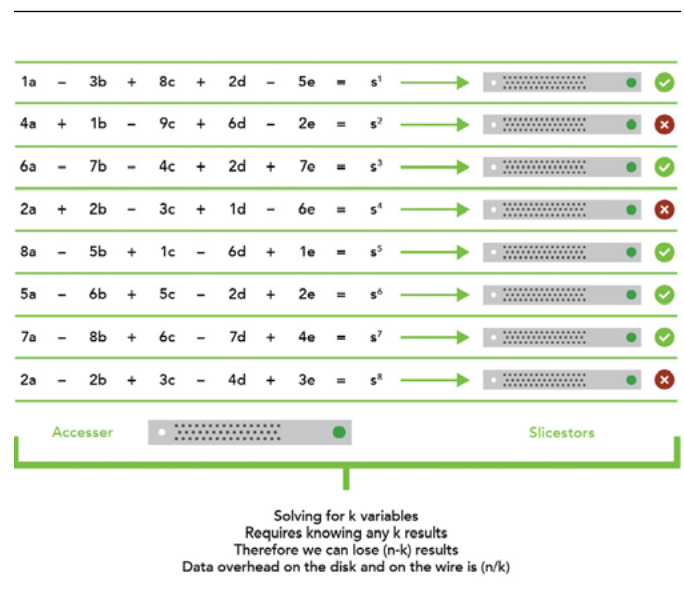 1a – 3b + 8c + 2d – 5e = s¹
4a + 1b – 9c + 6d – 2e = s²
6a – 7b – 4c + 2d + 7e = s³
2a + 2b – 3c + 1d – 6e = s⁴
8a – 5b + 1c – 6d + 1e = s⁵
5a – 6b + 5c – 2d + 2e = s⁶
7a – 8b + 6c – 7d + 4e = s⁷
2a – 2b + 3c – 4d + 3e = s⁸
Accesser Slicestors
Solving for k variables
Requires knowing any k results
Therefore we can lose (n-k) results
Data overhead on the disk and on the wire is (n/k)